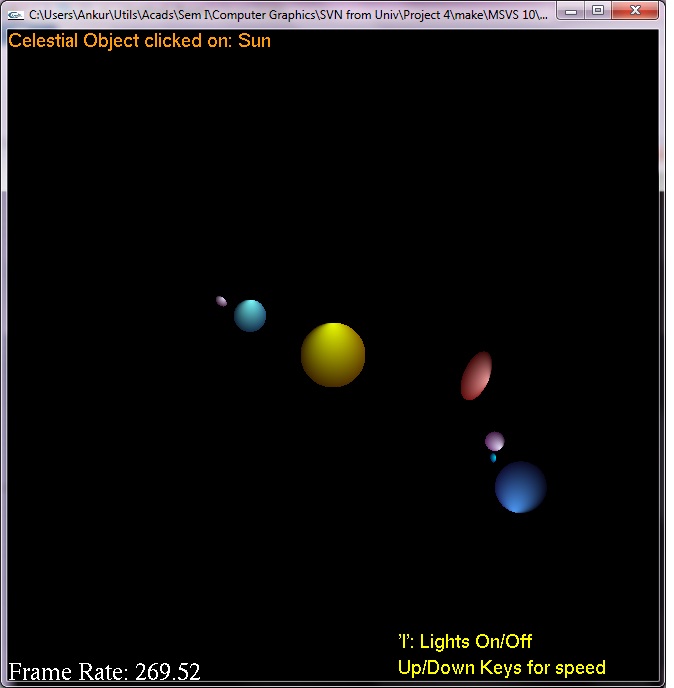 C:\Users\Ankur\Utils\Acads\Sem I\Computer Graphics\SVN from Univ\Project 4\make\MSVS 10\...
Celestial Object clicked on: Sun
'l': Lights On/Off
Up/Down Keys for speed
Frame Rate: 269.52